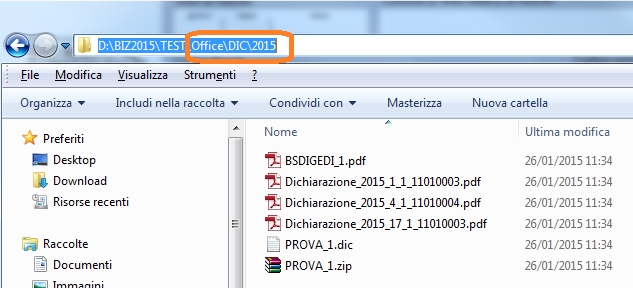 D:\BIZ2015\TEST\Office\DIC\2015
File Modifica Visualizza Strumenti ?
Organizza Includi nella raccolta Condividi con Masterizza Nuova cartella
Preferiti
Desktop
Download
Risorse recenti
Raccolte
Documenti
Immagini
Nome Ultima modifica
BSDIGEDI_1.pdf 26/01/2015 11:34
Dichiarazione_2015_1_1_11010003.pdf 26/01/2015 11:34
Dichiarazione_2015_4_1_11010004.pdf 26/01/2015 11:34
Dichiarazione_2015_17_1_11010003.pdf 26/01/2015 11:34
PROVA_1.dic 26/01/2015 11:34
PROVA_1.zip 26/01/2015 11:34